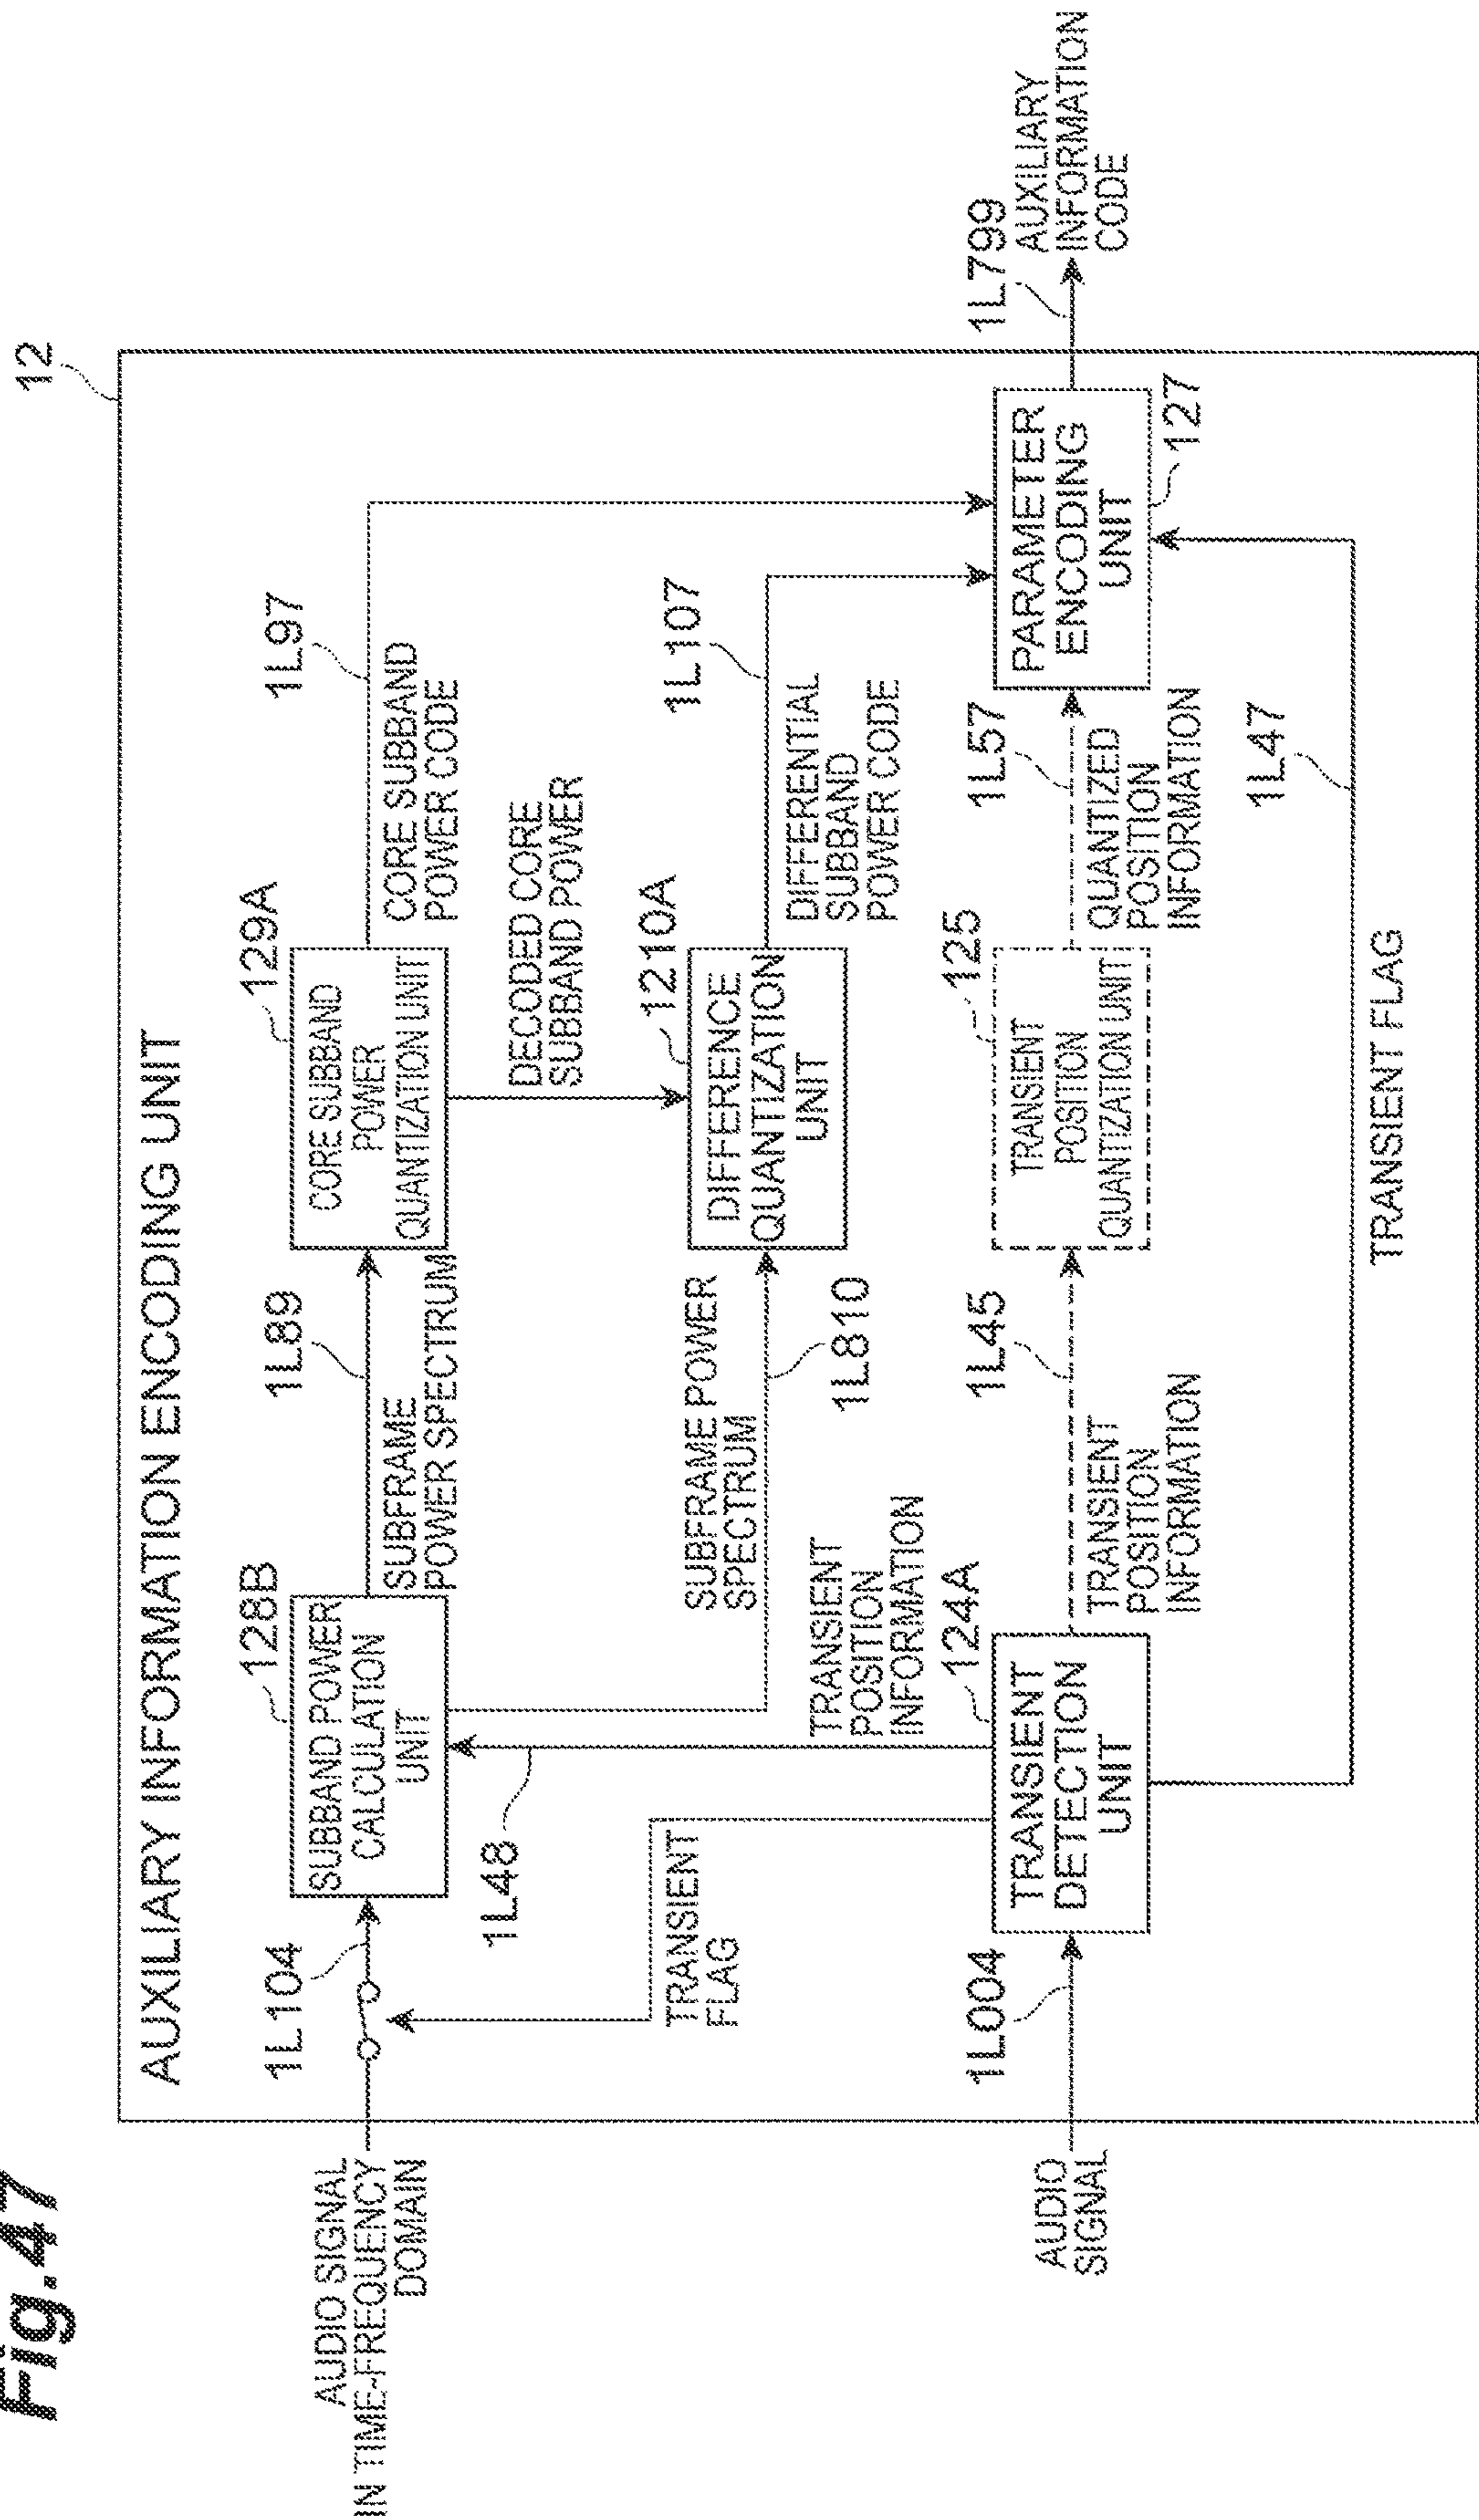 Fig.47
12
AUXILIARY INFORMATION ENCODING UNIT
AUDIO SIGNAL
IN TIME-FREQUENCY
DOMAIN
1L104
128B
SUBBAND POWER
CALCULATION
UNIT
1L89
SUBFRAME
POWER SPECTRUM
129A
CORE SUBBAND
POWER
QUANTIZATION UNIT
1L97
CORE SUBBAND
POWER CODE
DECODED CORE
SUBBAND POWER
1L48
TRANSIENT
FLAG
TRANSIENT
POSITION
INFORMATION
SUBFRAME POWER
SPECTRUM
1L810
1210A
DIFFERENCE
QUANTIZATION
UNIT
1L107
DIFFERENTIAL
SUBBAND
POWER CODE
AUDIO
SIGNAL
1L004
124A
TRANSIENT
DETECTION
UNIT
1L45
TRANSIENT
POSITION
INFORMATION
125
TRANSIENT
POSITION
QUANTIZATION UNIT
1L57
QUANTIZED
POSITION
INFORMATION
PARAMETER
ENCODING
UNIT
127
1L799
AUXILIARY
INFORMATION
CODE
1L47
TRANSIENT FLAG